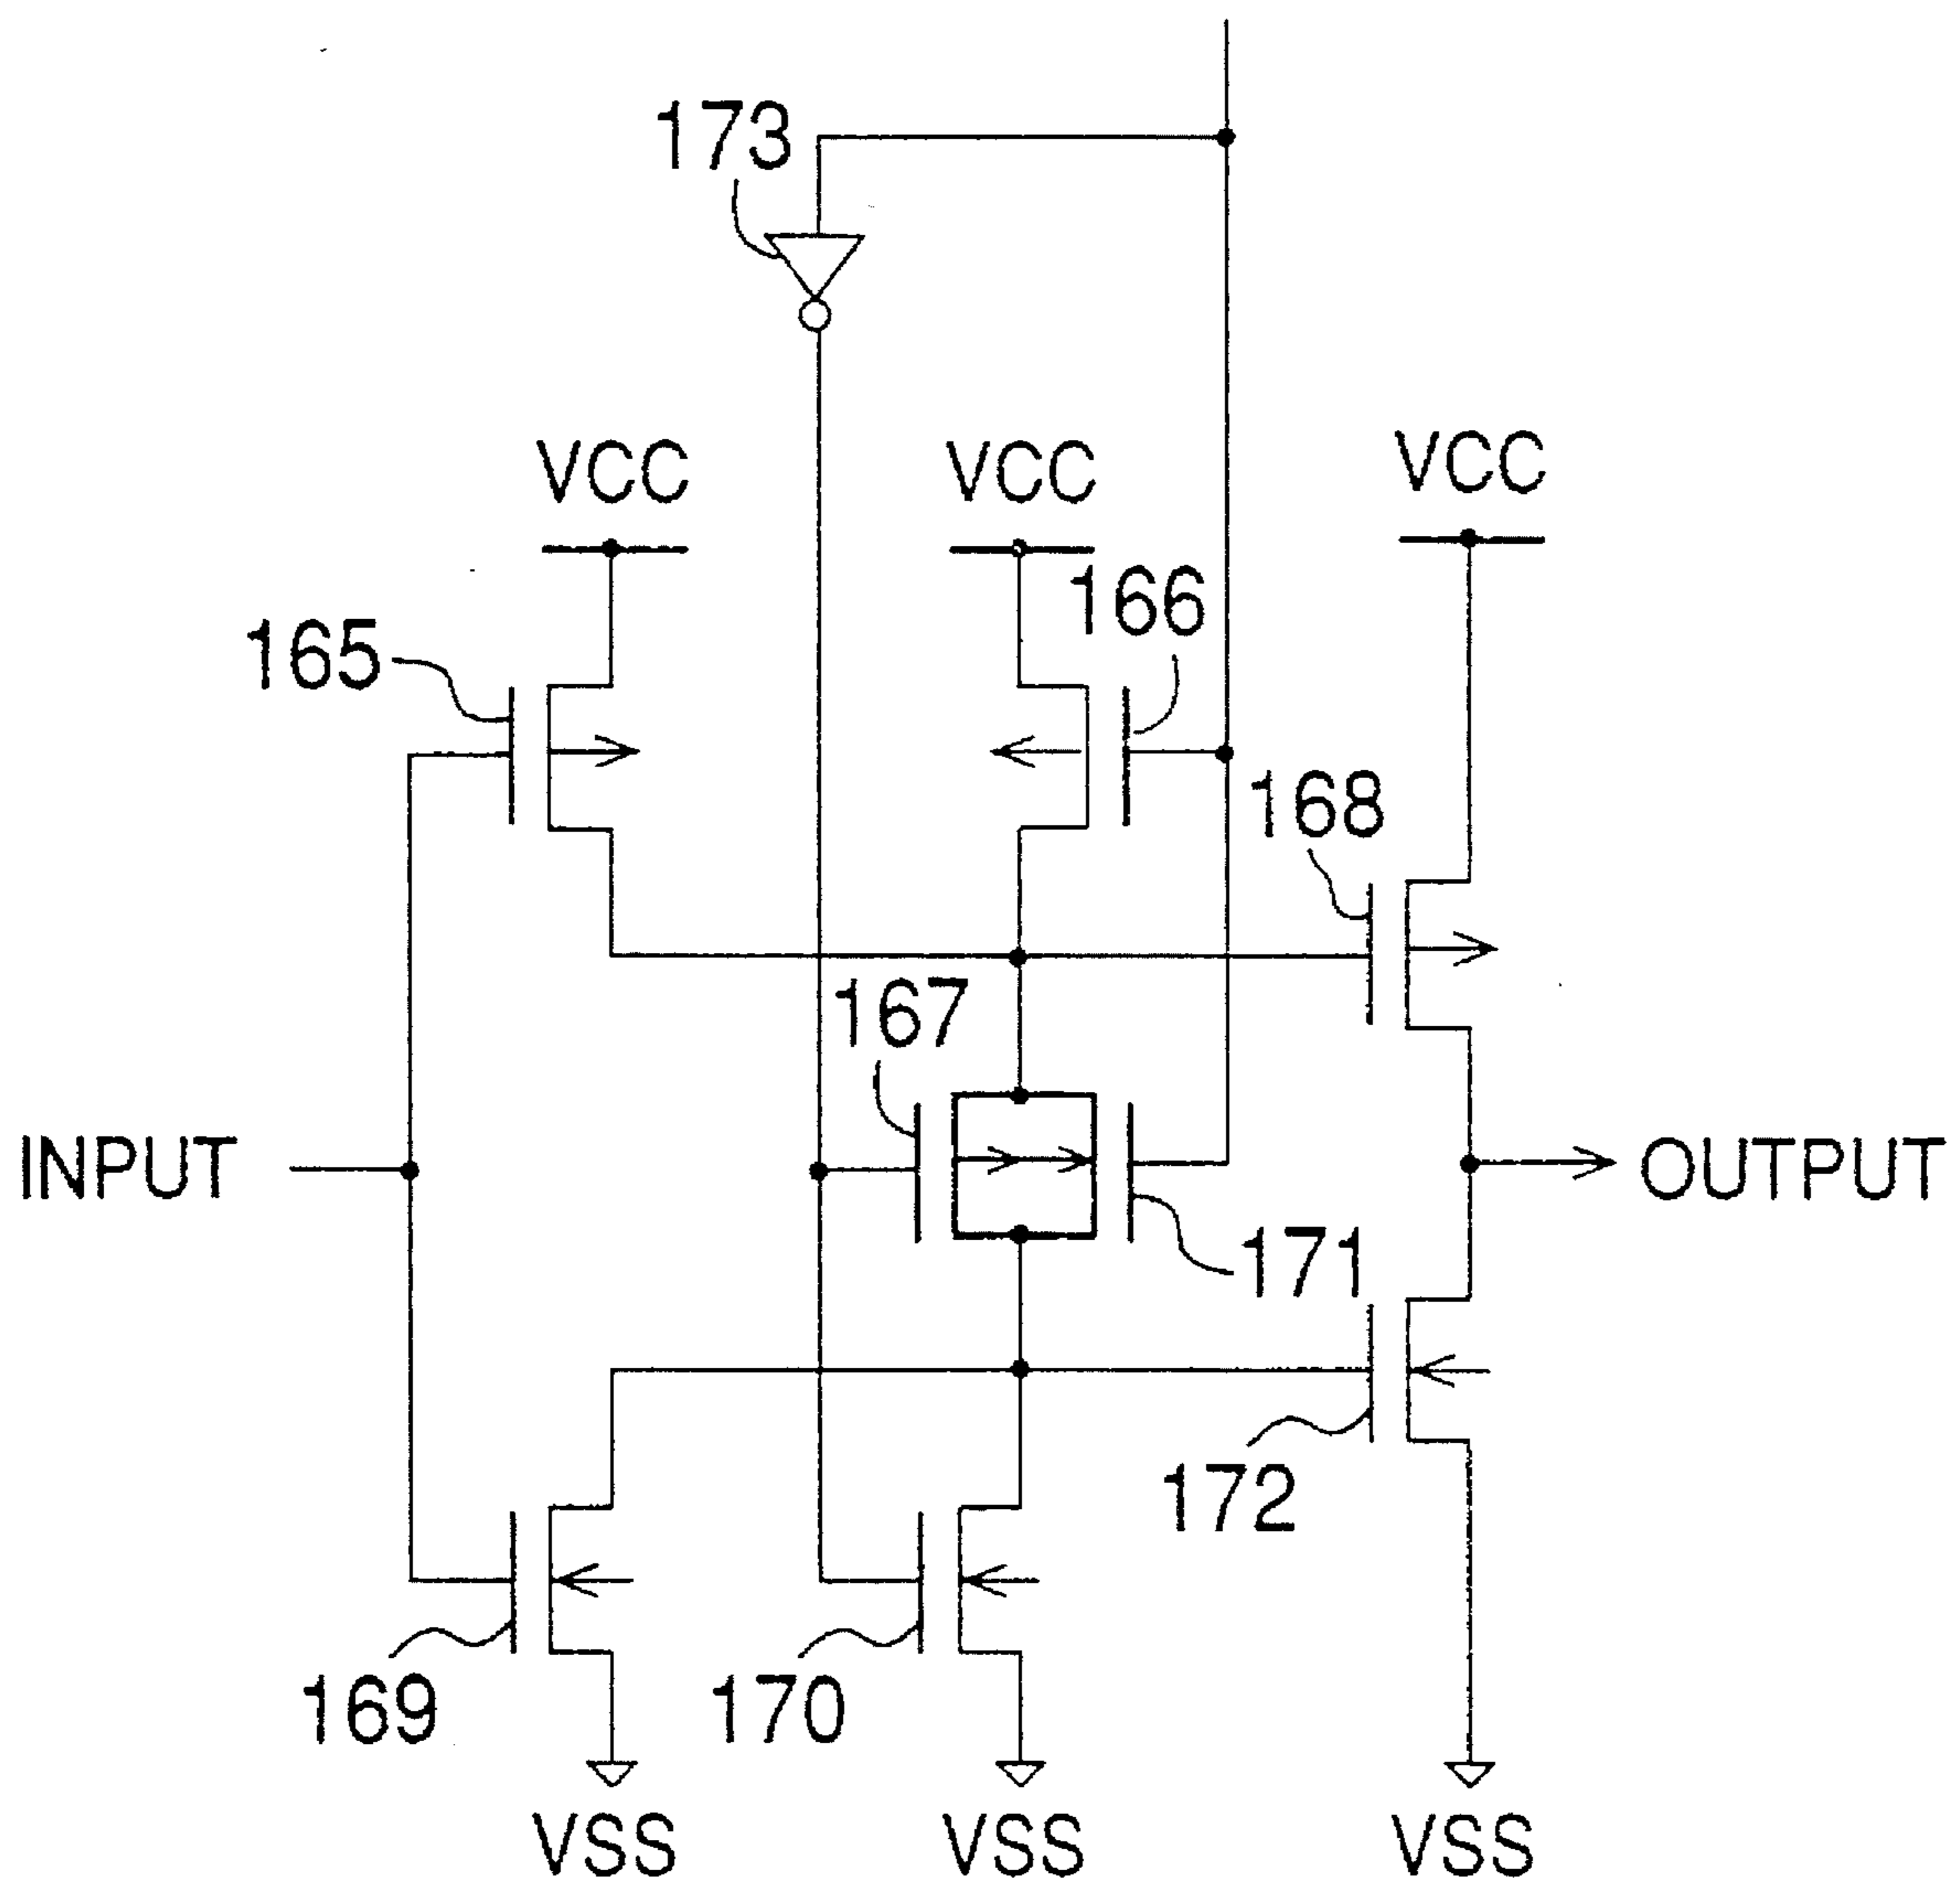 173
VCC
VCC
VCC
166
165
168
167
INPUT
OUTPUT
171
172
169
170
VSS
VSS
VSS